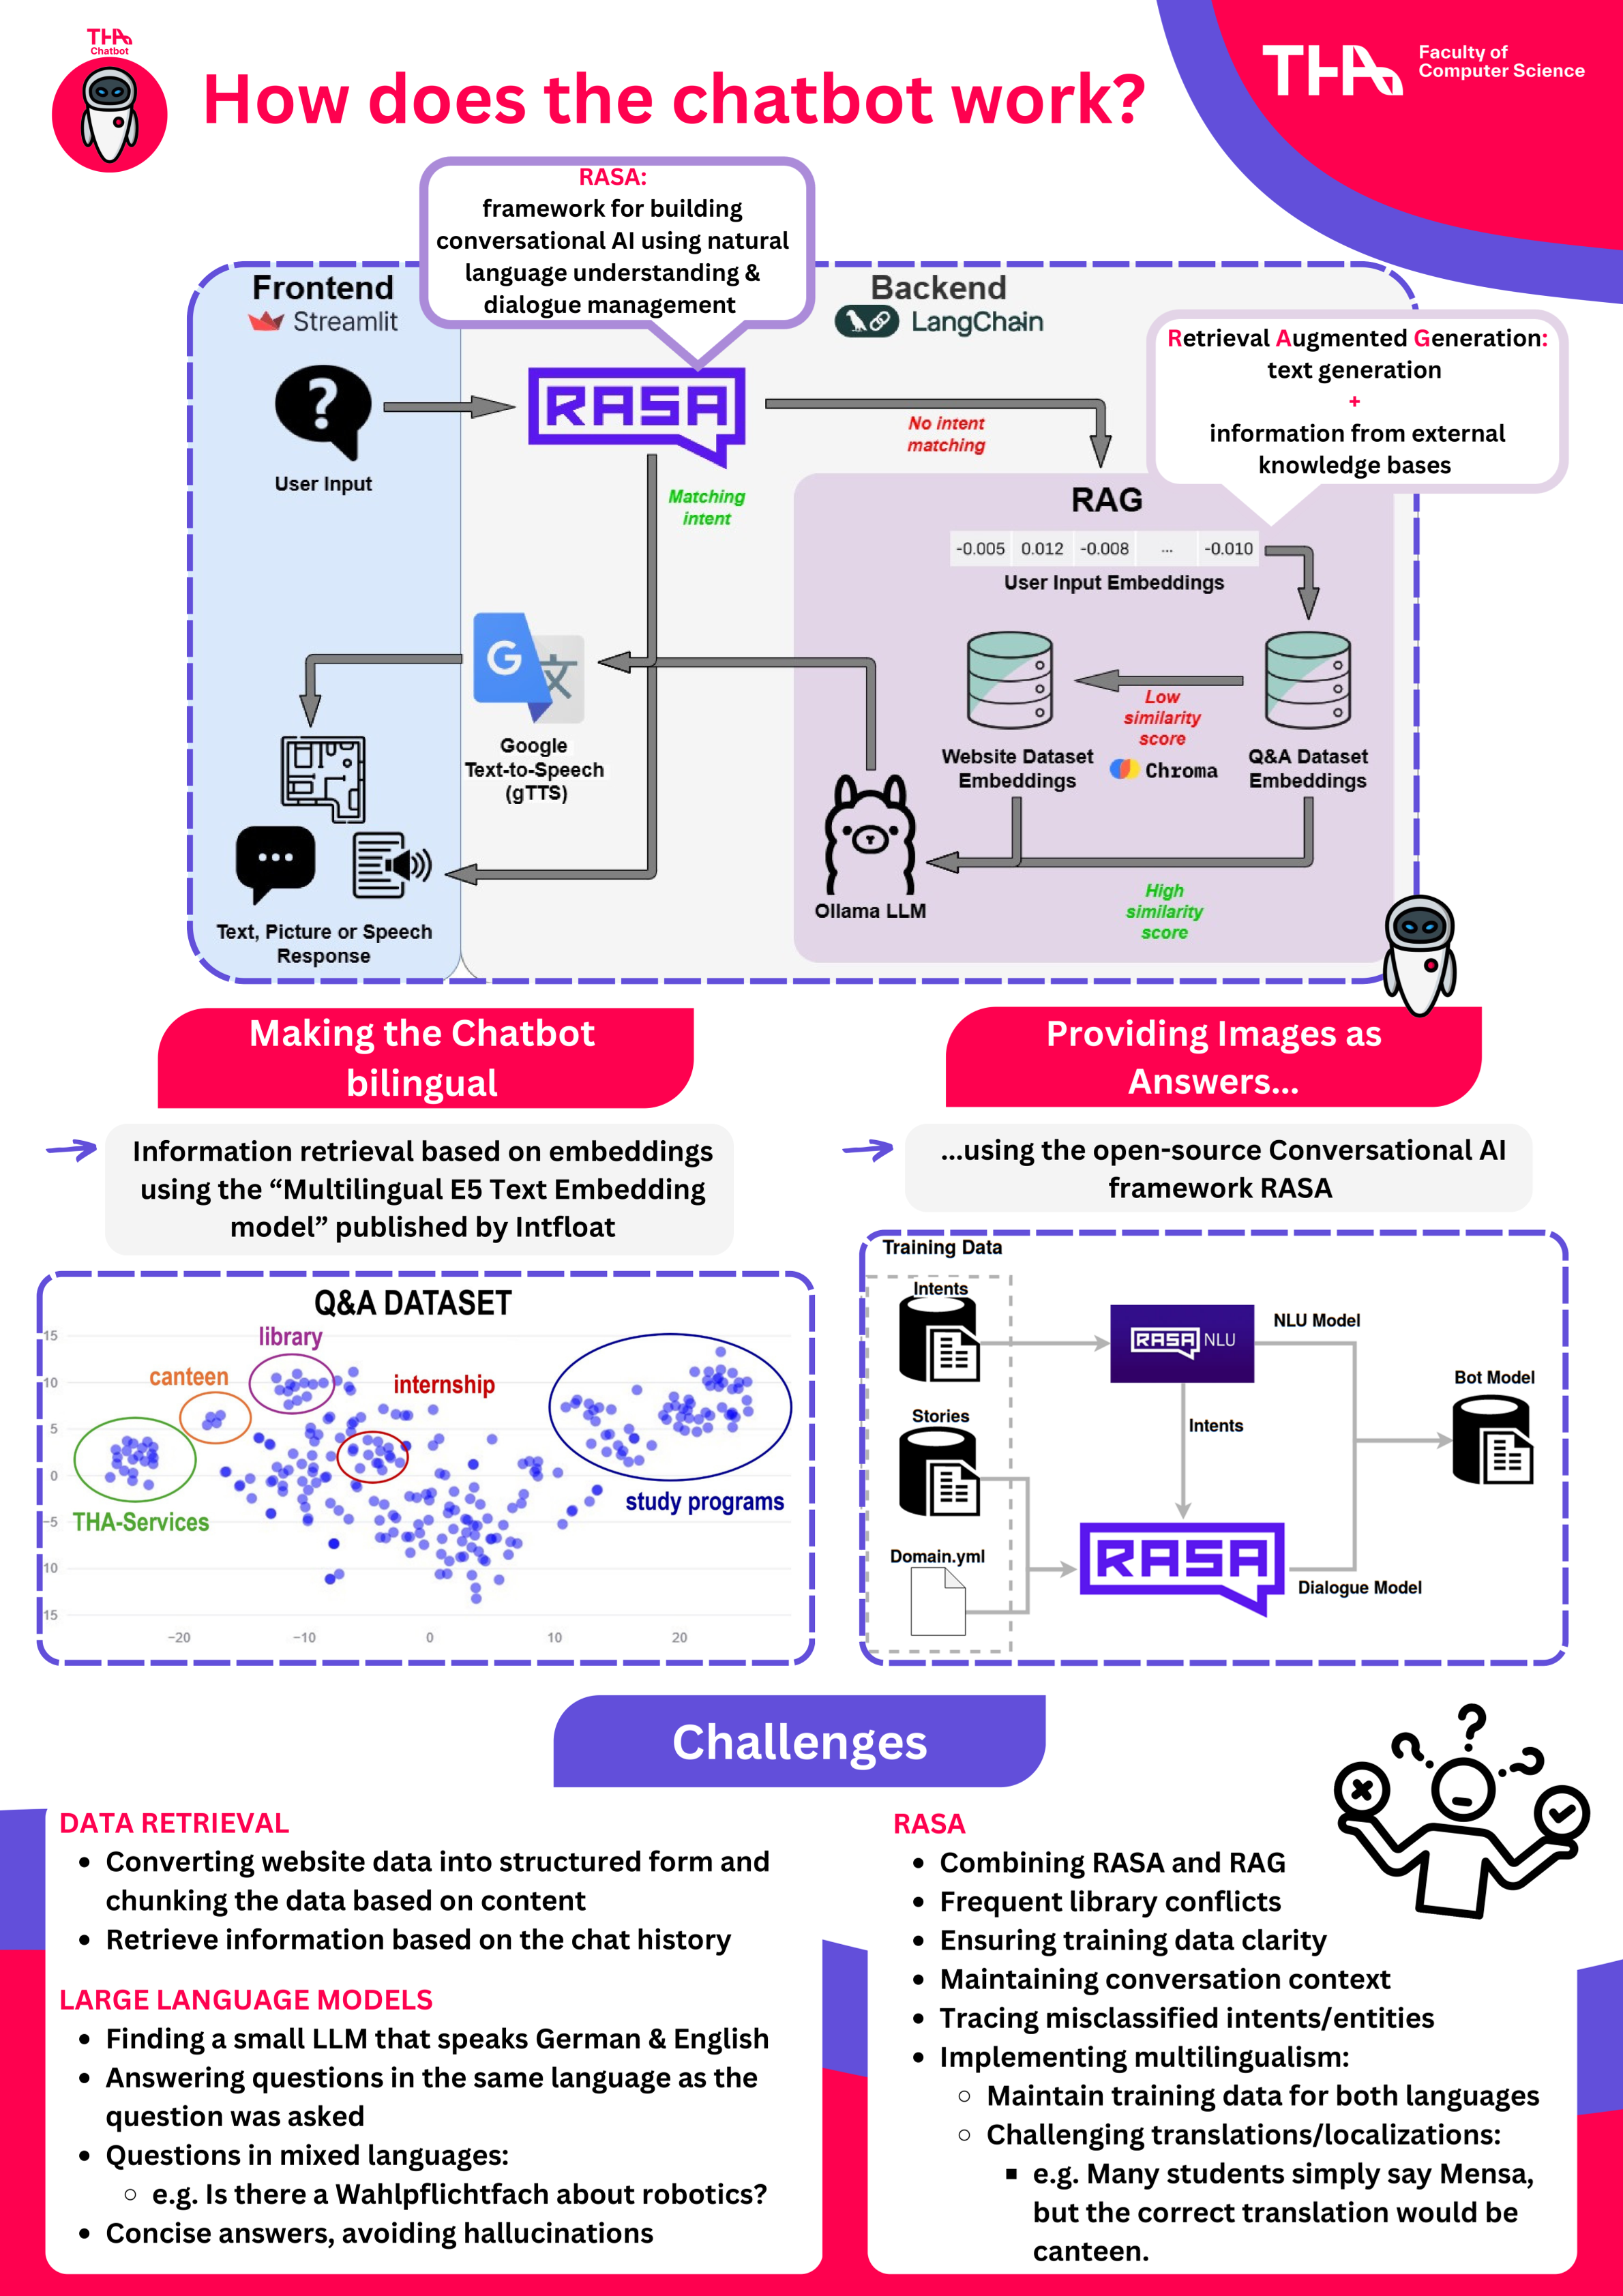 THA
Chatbot
How does the chatbot work?
THA
Faculty of
Computer Science
RASA:
framework for building
conversational AI using natural
language understanding &
dialogue management
Frontend
Streamlit
Backend
LangChain
Retrieval Augmented Generation:
text generation
+
information from external
knowledge bases
?
User Input
RASA
No intent
matching
Matching
intent
RAG
-0.005 0.012 -0.008 ... -0.010
User Input Embeddings
G 文
Google
Text-to-Speech
(gTTS)
Low
similarity
score
Website Dataset
Embeddings
Chroma
Q&A Dataset
Embeddings
Ollama LLM
High
similarity
score
Text, Picture or Speech
Response
Making the Chatbot
bilingual
Information retrieval based on embeddings
using the “Multilingual E5 Text Embedding
model” published by Intfloat
Q&A DATASET
library
canteen
internship
study programs
THA-Services
15
10
5
0
−5
10
15
−20 −10 0 10 20
Providing Images as
Answers...
...using the open-source Conversational AI
framework RASA
Training Data
Intents
Stories
Domain.yml
RASA NLU
NLU Model
Intents
RASA
Dialogue Model
Bot Model
Challenges
DATA RETRIEVAL
• Converting website data into structured form and
chunking the data based on content
• Retrieve information based on the chat history
LARGE LANGUAGE MODELS
• Finding a small LLM that speaks German & English
• Answering questions in the same language as the
question was asked
• Questions in mixed languages:
○ e.g. Is there a Wahlpflichtfach about robotics?
• Concise answers, avoiding hallucinations
? ? ?
RASA
• Combining RASA and RAG
• Frequent library conflicts
• Ensuring training data clarity
• Maintaining conversation context
• Tracing misclassified intents/entities
• Implementing multilingualism:
○ Maintain training data for both languages
○ Challenging translations/localizations:
■ e.g. Many students simply say Mensa,
but the correct translation would be
canteen.